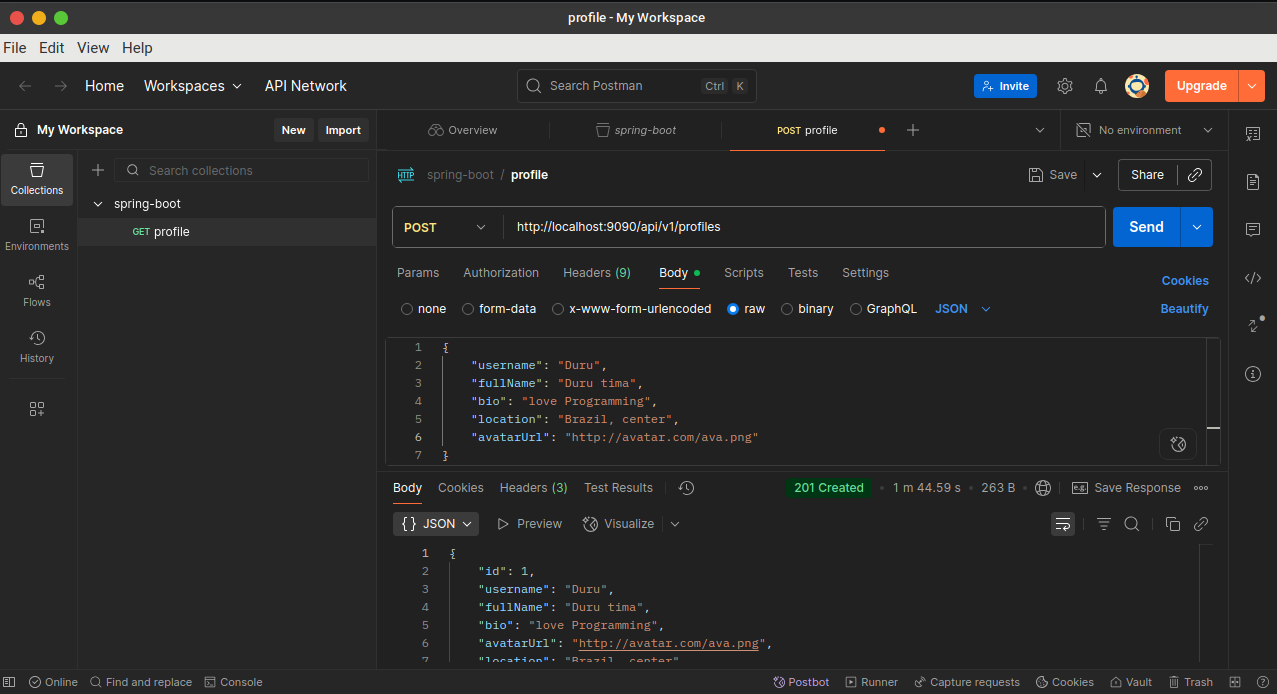 profile - My Workspace
File Edit View Help
Home Workspaces API Network Search Postman Ctrl K Invite Upgrade
My Workspace New Import Overview spring-boot POST profile No environment
Collections
Environments
Flows
History
Search collections
spring-boot
GET profile
HTTP spring-boot / profile Save Share
POST http://localhost:9090/api/v1/profiles Send
Params Authorization Headers (9) Body Scripts Tests Settings Cookies
none form-data x-www-form-urlencoded raw binary GraphQL JSON Beautify
1 {
2 "username": "Duru",
3 "fullName": "Duru tima",
4 "bio": "love Programming",
5 "location": "Brazil, center",
6 "avatarUrl": "http://avatar.com/ava.png"
7 }
Body Cookies Headers (3) Test Results 201 Created • 1 m 44.59 s • 263 B • e.g. Save Response
{} JSON Preview Visualize
1 {
2 "id": 1,
3 "username": "Duru",
4 "fullName": "Duru tima",
5 "bio": "love Programming",
6 "avatarUrl": "http://avatar.com/ava.png",
7 "location": "Brazil, center"
Online Find and replace Console Postbot Runner Capture requests Cookies Vault Trash